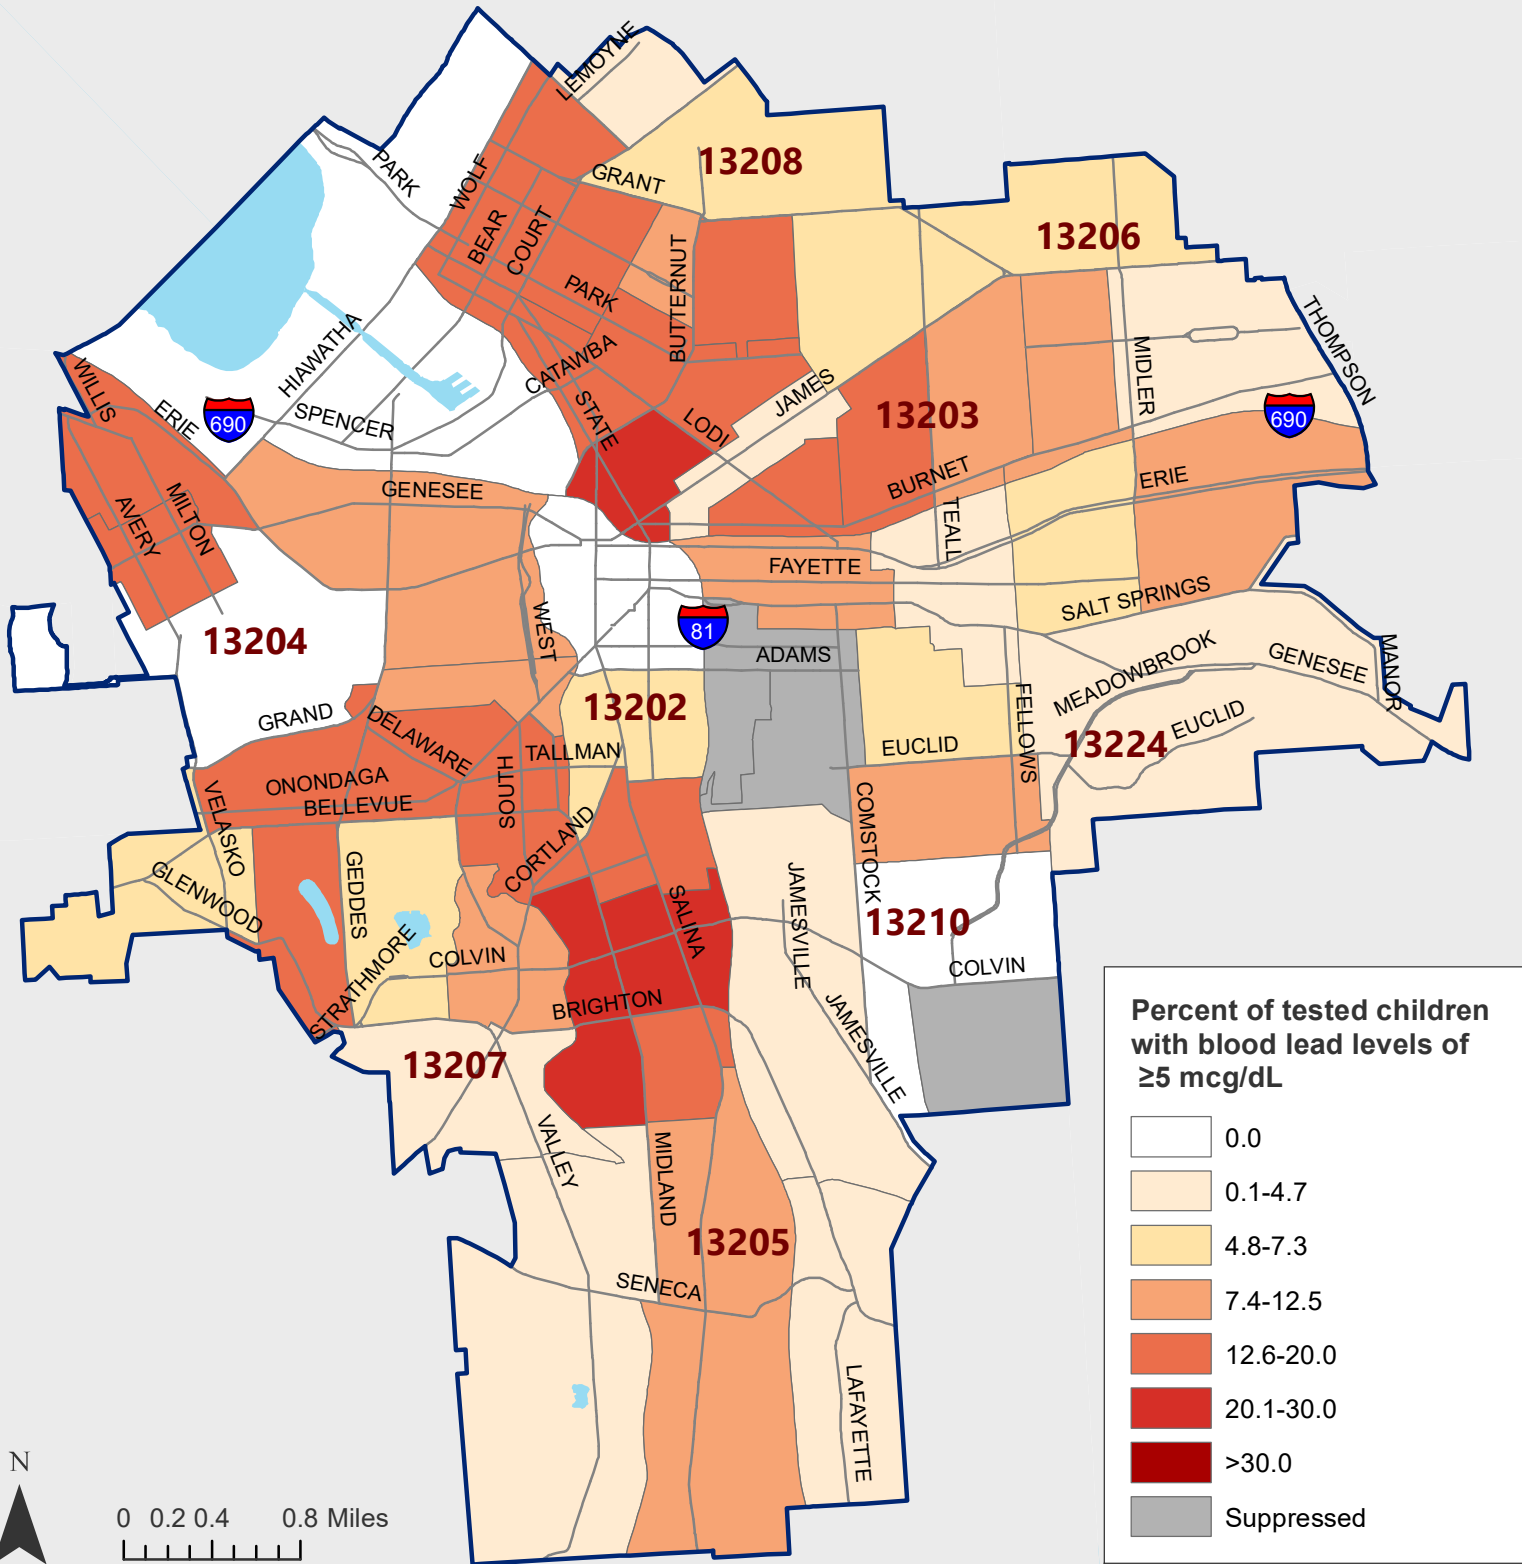 LEMOYNE
PARK
WOLF
GRANT
13208
BEAR
COURT
13206
BUTTERNUT
PARK
THOMPSON
HIAWATHA
CATAWBA
MIDLER
WILLIS
ERIE
690
SPENCER
STATE
LODI
JAMES
13203
690
GENESEE
BURNET
ERIE
AVERY
MILTON
TEALL
FAYETTE
SALT SPRINGS
13204
WEST
81
ADAMS
MEADOWBROOK
GENESEE
MANOR
GRAND
DELAWARE
13202
FELLOWS
EUCLID
13224
TALLMAN
EUCLID
ONONDAGA
BELLEVUE
SOUTH
VELASKO
CORTLAND
COMSTOCK
GLENWOOD
GEDDES
SALINA
JAMESVILLE
13210
STRATHMORE
COLVIN
COLVIN
BRIGHTON
JAMESVILLE
13207
VALLEY
MIDLAND
13205
SENECA
LAFAYETTE
Percent of tested children
with blood lead levels of
≥5 mcg/dL
0.0
0.1-4.7
4.8-7.3
7.4-12.5
12.6-20.0
20.1-30.0
>30.0
Suppressed
N
0 0.2 0.4 0.8 Miles